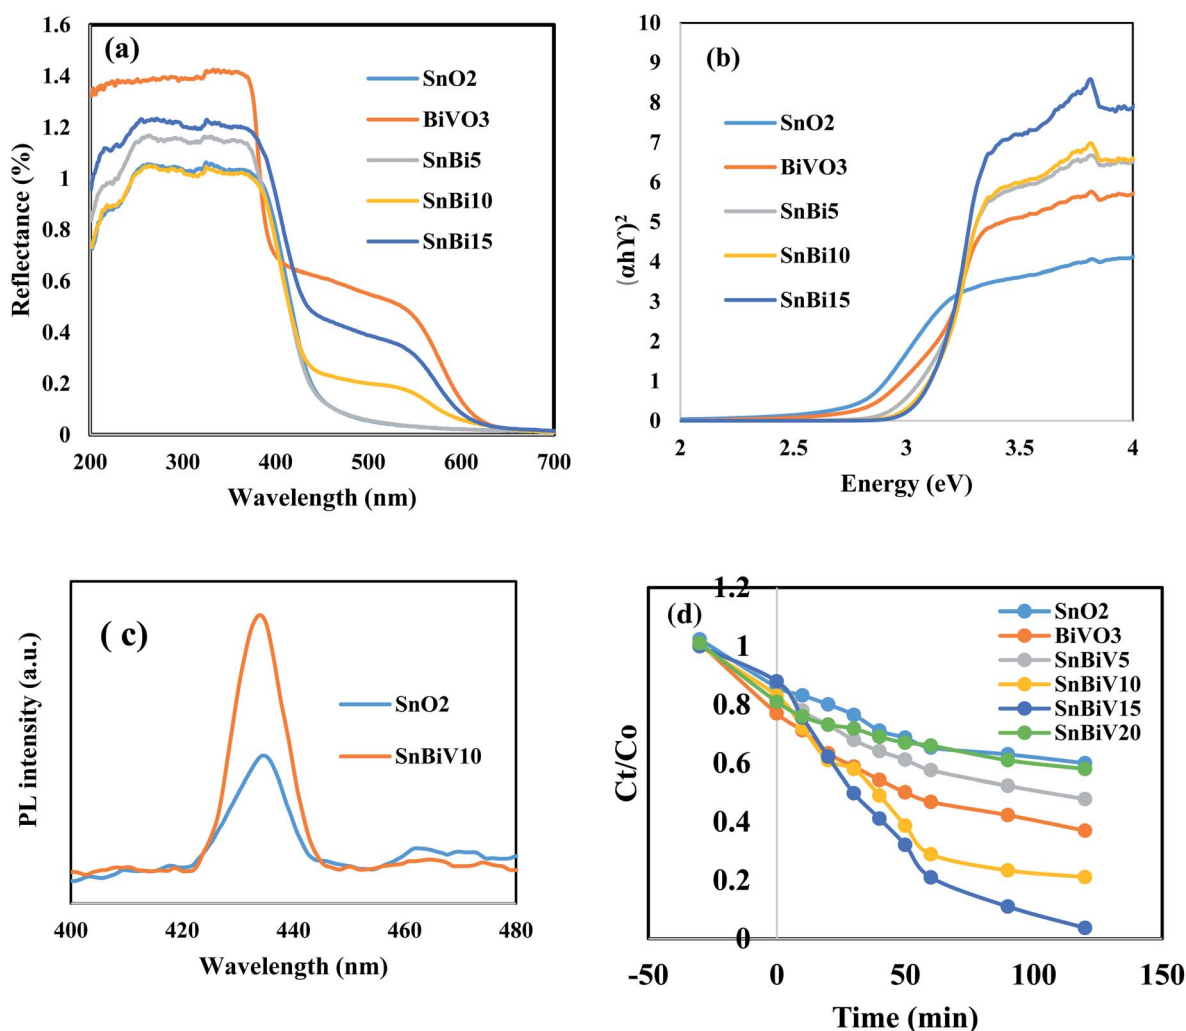 (a)
Reflectance (%)
1.6
1.4
1.2
1
0.8
0.6
0.4
0.2
0
SnO2
BiVO3
SnBi5
SnBi10
SnBi15
200 300 400 500 600 700
Wavelength (nm)
(b)
(αhϒ)²
10
9
8
7
6
5
4
3
2
1
0
SnO2
BiVO3
SnBi5
SnBi10
SnBi15
2 2.5 3 3.5 4
Energy (eV)
( c)
PL intensity (a.u.)
SnO2
SnBiV10
400 420 440 460 480
Wavelength (nm)
(d)
Ct/Co
1.2
1
0.8
0.6
0.4
0.2
0
SnO2
BiVO3
SnBiV5
SnBiV10
SnBiV15
SnBiV20
-50 0 50 100 150
Time (min)